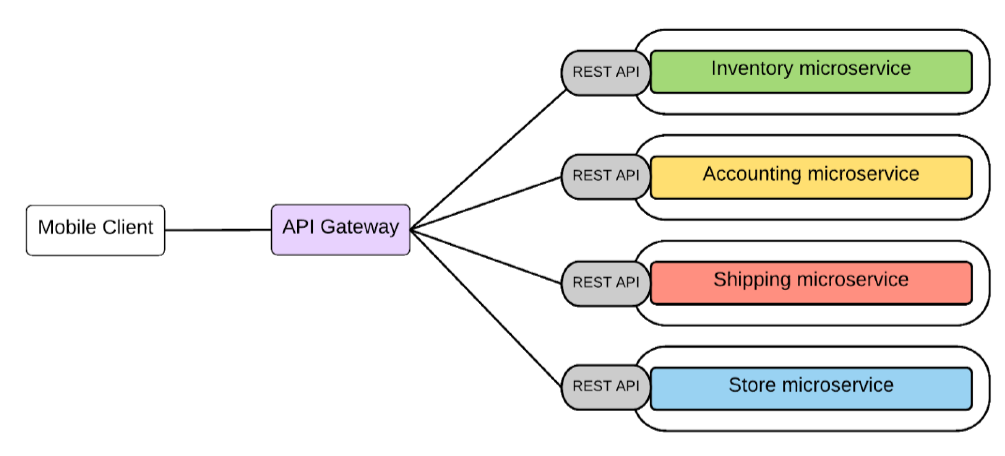 Mobile Client
API Gateway
REST API
Inventory microservice
REST API
Accounting microservice
REST API
Shipping microservice
REST API
Store microservice